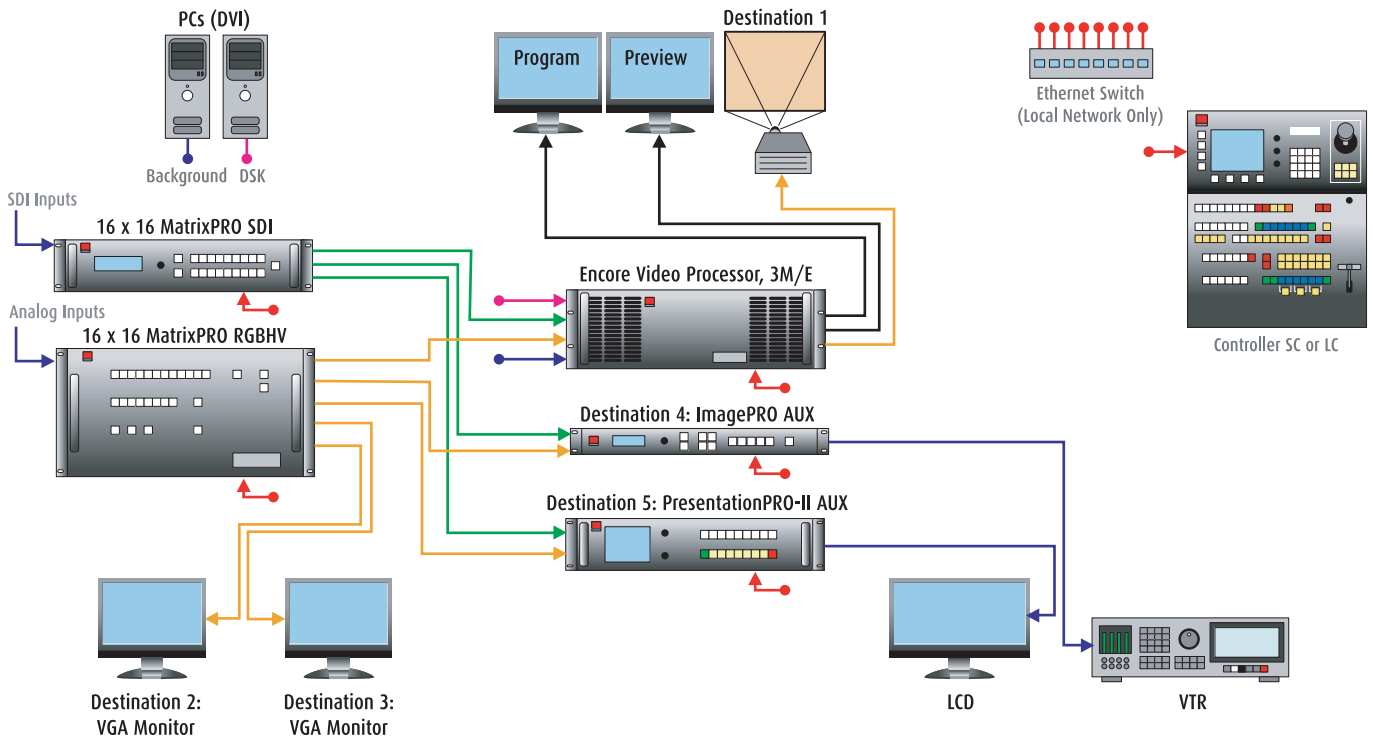 PCs (DVI)
Background
DSK
SDI Inputs
16 x 16 MatrixPRO SDI
Analog Inputs
16 x 16 MatrixPRO RGBHV
Program
Preview
Destination 1
Ethernet Switch
(Local Network Only)
Controller SC or LC
Encore Video Processor, 3M/E
Destination 4: ImagePRO AUX
Destination 5: PresentationPRO-II AUX
Destination 2:
VGA Monitor
Destination 3:
VGA Monitor
LCD
VTR